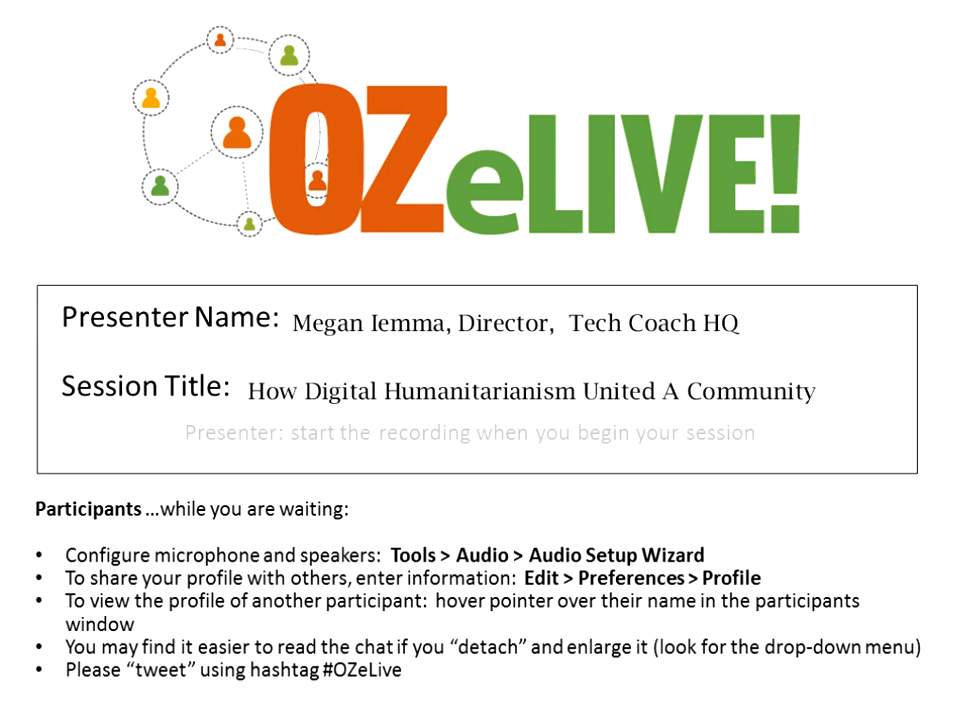 OZeLIVE!
Presenter Name: Megan Iemma, Director, Tech Coach HQ
Session Title: How Digital Humanitarianism United A Community
Presenter: start the recording when you begin your session
Participants ...while you are waiting:
• Configure microphone and speakers: Tools > Audio > Audio Setup Wizard
• To share your profile with others, enter information: Edit > Preferences > Profile
• To view the profile of another participant: hover pointer over their name in the participants
window
• You may find it easier to read the chat if you “detach” and enlarge it (look for the drop-down menu)
• Please “tweet” using hashtag #OZeLive